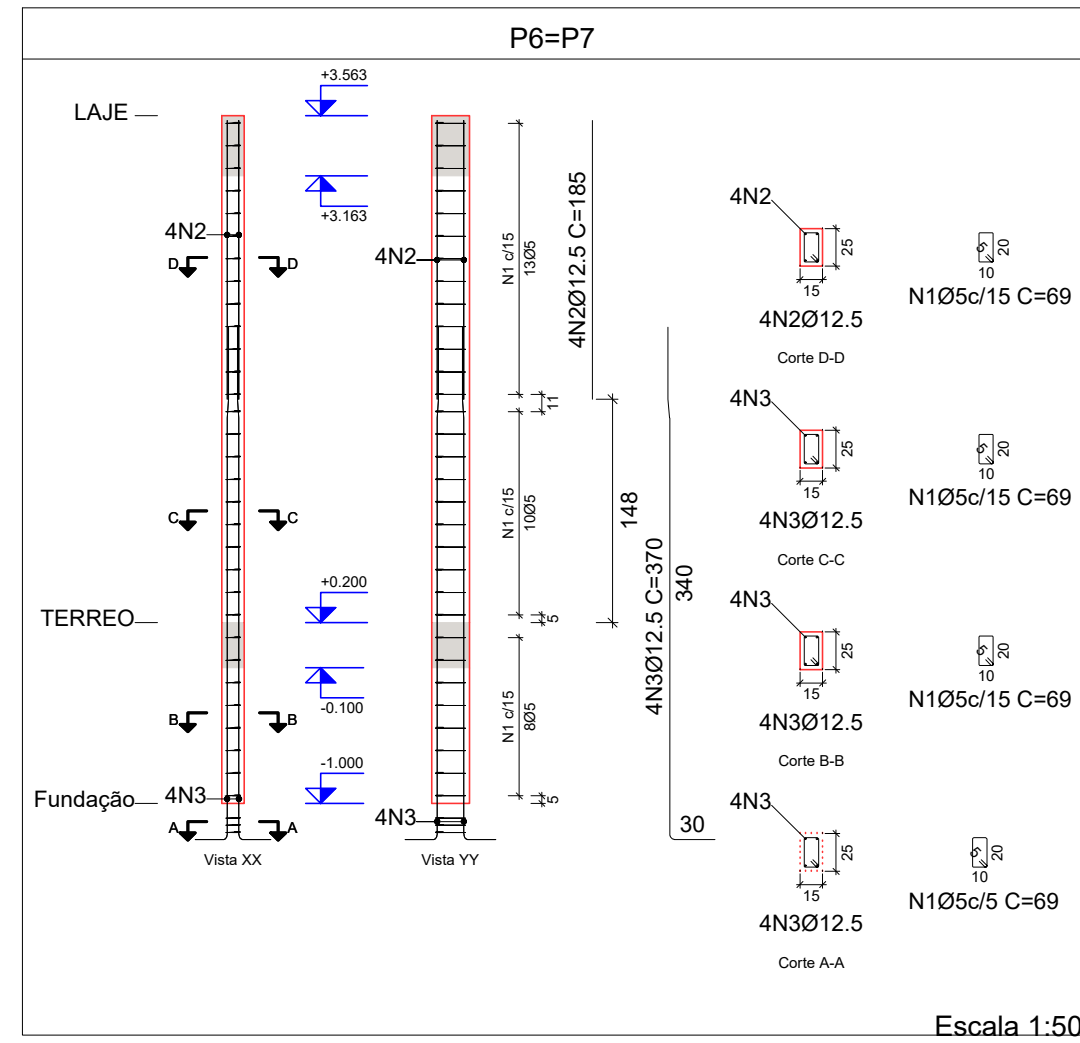 P6=P7
+3.563
LAJE
+3.163
4N2
D
D
4N2
N1 c/15
13Ø5
11
4N2Ø12.5 C=185
N1 c/15
10Ø5
148
C
C
+0.200
TERREO
5
-0.100
N1 c/15
8Ø5
B
B
4N3Ø12.5 C=370
340
-1.000
Fundação
4N3
5
4N3
30
A
A
Vista XX
Vista YY
4N2
25
15
4N2Ø12.5
Corte D-D
5
20
10
N1Ø5c/15 C=69
4N3
25
15
4N3Ø12.5
Corte C-C
5
20
10
N1Ø5c/15 C=69
4N3
25
15
4N3Ø12.5
Corte B-B
5
20
10
N1Ø5c/15 C=69
4N3
25
15
4N3Ø12.5
Corte A-A
5
20
10
N1Ø5c/5 C=69
Escala 1:50